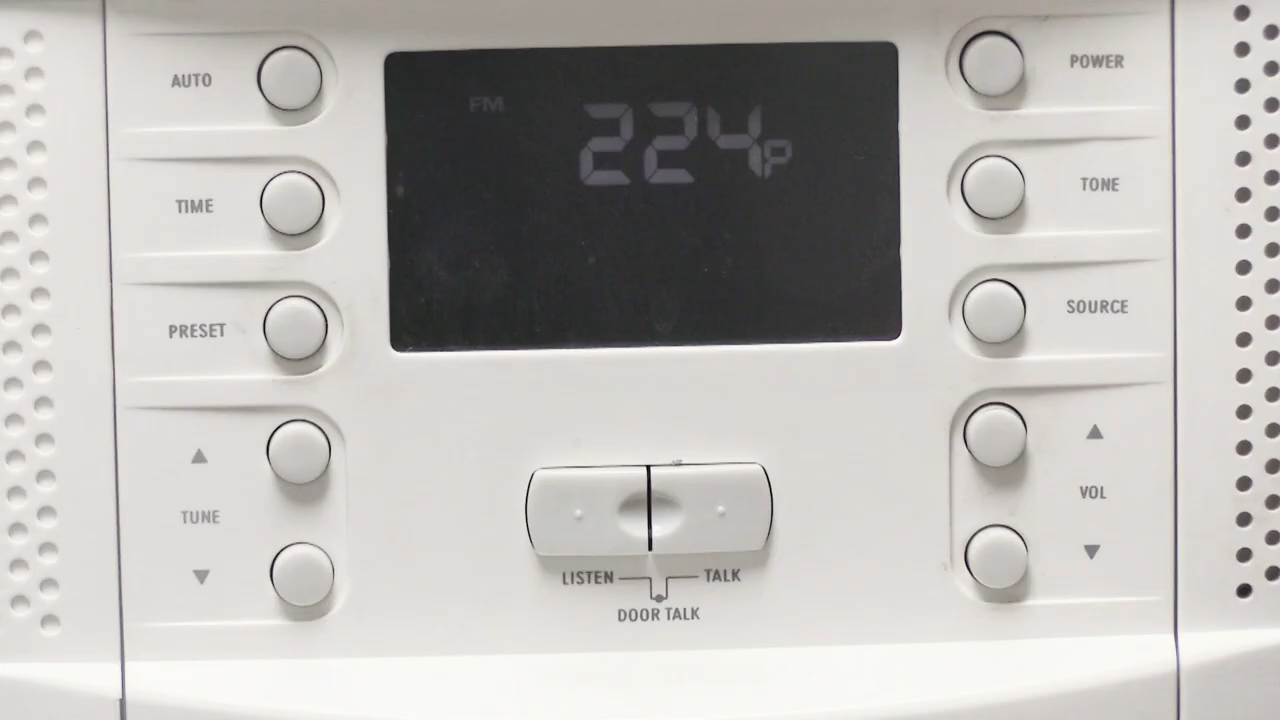 AUTO
TIME
PRESET
▲
TUNE
▼
FM
224P
LISTEN TALK
DOOR TALK
POWER
TONE
SOURCE
▲
VOL
▼